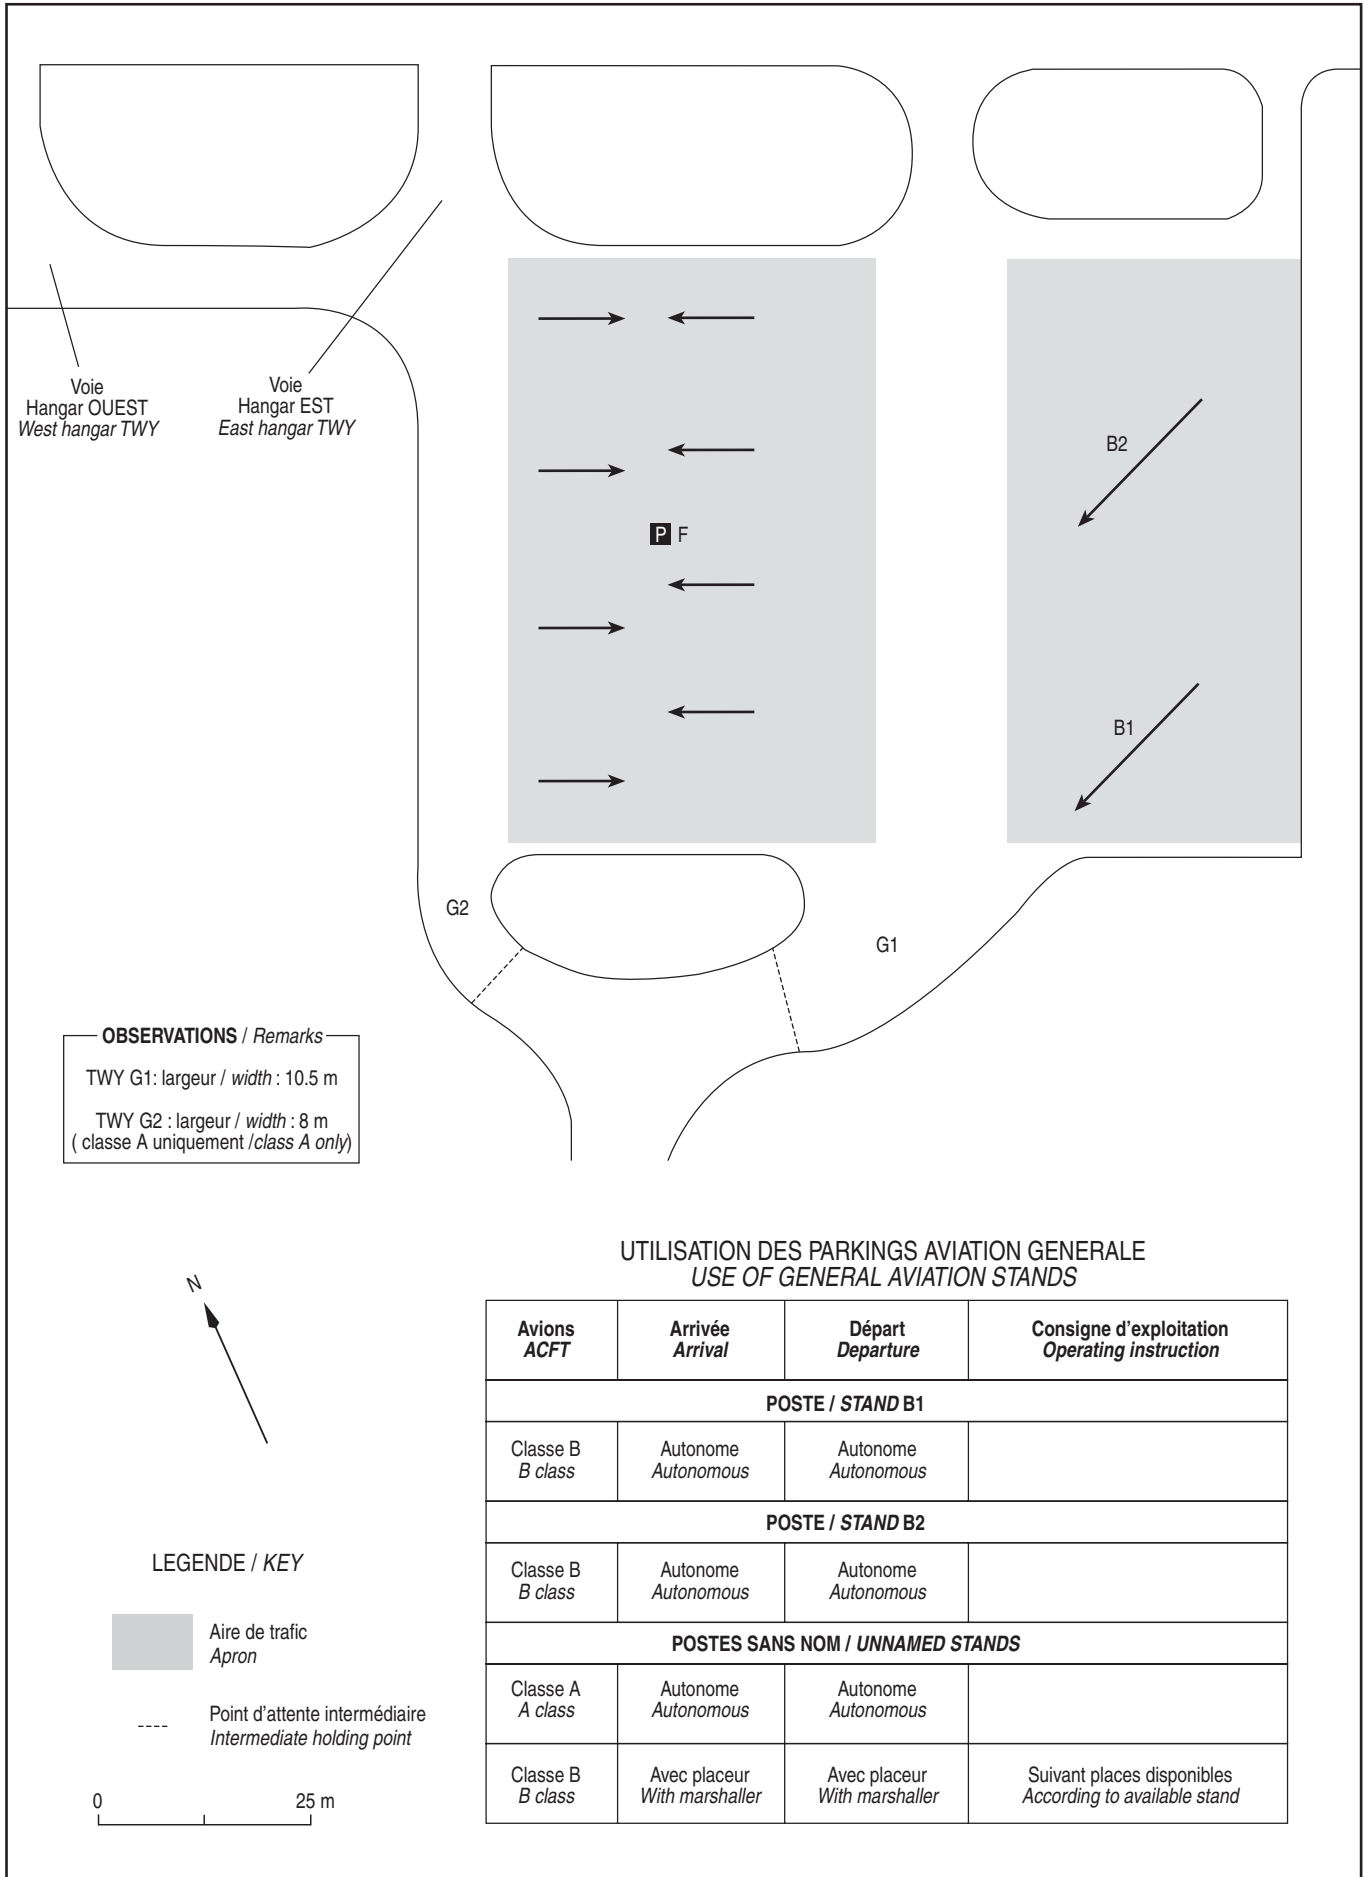 Voie
Hangar OUEST
West hangar TWY
Voie
Hangar EST
East hangar TWY
B2
P F
B1
G2
G1
OBSERVATIONS / Remarks
TWY G1: largeur / width : 10.5 m
TWY G2 : largeur / width : 8 m
( classe A uniquement /class A only)
N
LEGENDE / KEY
Aire de trafic
Apron
Point d'attente intermédiaire
Intermediate holding point
0 25 m
UTILISATION DES PARKINGS AVIATION GENERALE
USE OF GENERAL AVIATION STANDS
Avions Arrivée Départ Consigne d'exploitation
ACFT Arrival Departure Operating instruction
POSTE / STAND B1
Classe B Autonome Autonome
B class Autonomous Autonomous
POSTE / STAND B2
Classe B Autonome Autonome
B class Autonomous Autonomous
POSTES SANS NOM / UNNAMED STANDS
Classe A Autonome Autonome
A class Autonomous Autonomous
Classe B Avec placeur Avec placeur Suivant places disponibles
B class With marshaller With marshaller According to available stand